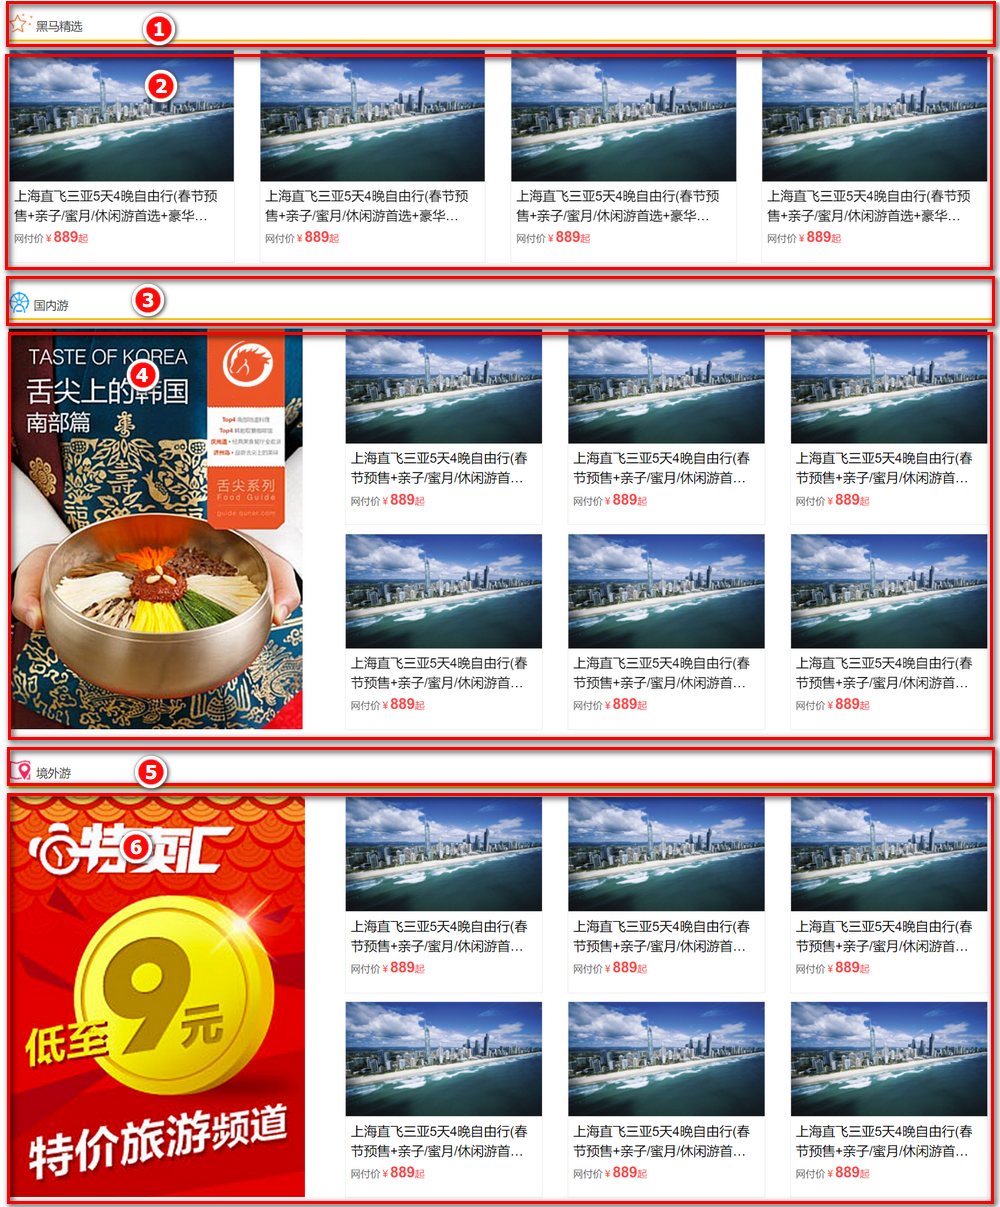 黑马精选
1
2
上海直飞三亚5天4晚自由行(春节预
售+亲子/蜜月/休闲游首选+豪华…
网付价¥889起
上海直飞三亚5天4晚自由行(春节预
售+亲子/蜜月/休闲游首选+豪华…
网付价¥889起
上海直飞三亚5天4晚自由行(春节预
售+亲子/蜜月/休闲游首选+豪华…
网付价¥889起
上海直飞三亚5天4晚自由行(春节预
售+亲子/蜜月/休闲游首选+豪华…
网付价¥889起
国内游
3
TASTE OF KOREA
4
舌尖上的韩国
南部篇
舌尖系列
Food Guide
guide.qunar.com
上海直飞三亚5天4晚自由行(春
节预售+亲子/蜜月/休闲游首…
网付价¥889起
上海直飞三亚5天4晚自由行(春
节预售+亲子/蜜月/休闲游首…
网付价¥889起
上海直飞三亚5天4晚自由行(春
节预售+亲子/蜜月/休闲游首…
网付价¥889起
上海直飞三亚5天4晚自由行(春
节预售+亲子/蜜月/休闲游首…
网付价¥889起
上海直飞三亚5天4晚自由行(春
节预售+亲子/蜜月/休闲游首…
网付价¥889起
上海直飞三亚5天4晚自由行(春
节预售+亲子/蜜月/休闲游首…
网付价¥889起
境外游
5
特卖汇
6
低至9元
特价旅游频道
上海直飞三亚5天4晚自由行(春
节预售+亲子/蜜月/休闲游首…
网付价¥889起
上海直飞三亚5天4晚自由行(春
节预售+亲子/蜜月/休闲游首…
网付价¥889起
上海直飞三亚5天4晚自由行(春
节预售+亲子/蜜月/休闲游首…
网付价¥889起
上海直飞三亚5天4晚自由行(春
节预售+亲子/蜜月/休闲游首…
网付价¥889起
上海直飞三亚5天4晚自由行(春
节预售+亲子/蜜月/休闲游首…
网付价¥889起
上海直飞三亚5天4晚自由行(春
节预售+亲子/蜜月/休闲游首…
网付价¥889起